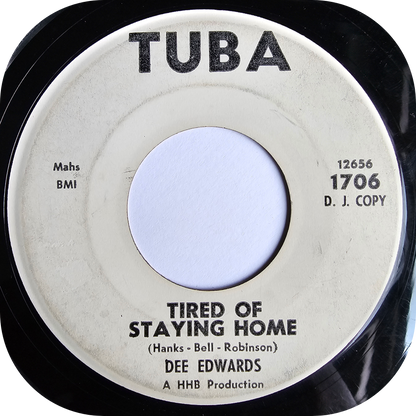 TUBA
Mahs
BMI
12656
1706
D. J. COPY
TIRED OF
STAYING HOME
(Hanks - Bell - Robinson)
DEE EDWARDS
A HHB Production